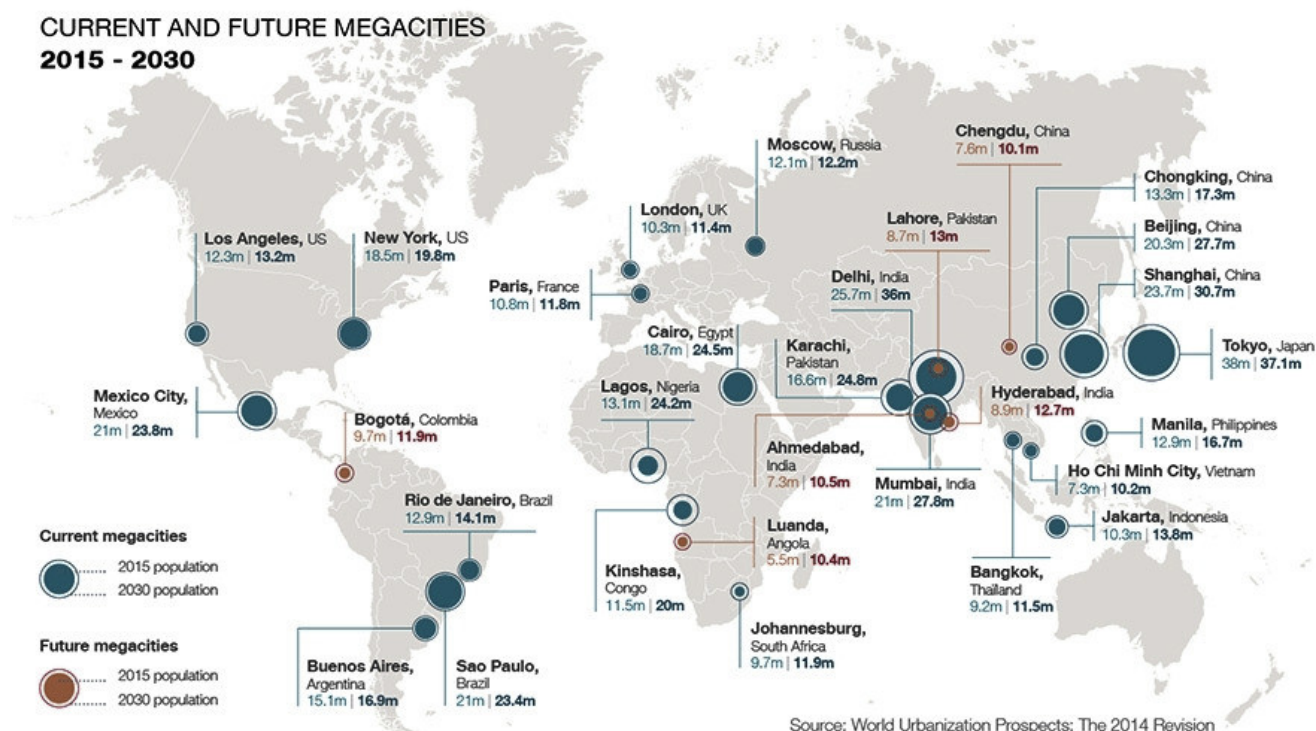 CURRENT AND FUTURE MEGACITIES
2015 - 2030
Moscow, Russia
12.1m | 12.2m
Chengdu, China
7.6m | 10.1m
Chongking, China
13.3m | 17.3m
London, UK
10.3m | 11.4m
Lahore, Pakistan
8.7m | 13m
Beijing, China
20.3m | 27.7m
Los Angeles, US
12.3m | 13.2m
New York, US
18.5m | 19.8m
Delhi, India
25.7m | 36m
Shanghai, China
23.7m | 30.7m
Paris, France
10.8m | 11.8m
Cairo, Egypt
18.7m | 24.5m
Karachi,
Pakistan
16.6m | 24.8m
Tokyo, Japan
38m | 37.1m
Mexico City,
Mexico
21m | 23.8m
Lagos, Nigeria
13.1m | 24.2m
Hyderabad, India
8.9m | 12.7m
Bogotá, Colombia
9.7m | 11.9m
Manila, Philippines
12.9m | 16.7m
Ahmedabad,
India
7.3m | 10.5m
Mumbai, India
21m | 27.8m
Ho Chi Minh City, Vietnam
7.3m | 10.2m
Rio de Janeiro, Brazil
12.9m | 14.1m
Jakarta, Indonesia
10.3m | 13.8m
Luanda,
Angola
5.5m | 10.4m
Kinshasa,
Congo
11.5m | 20m
Bangkok,
Thaïland
9.2m | 11.5m
Johannesburg,
South Africa
9.7m | 11.9m
Buenos Aires,
Argentina
15.1m | 16.9m
Sao Paulo,
Brazil
21m | 23.4m
Current megacities
2015 population
2030 population
Future megacities
2015 population
2030 population
Source: World Urbanization Prospects: The 2014 Revision